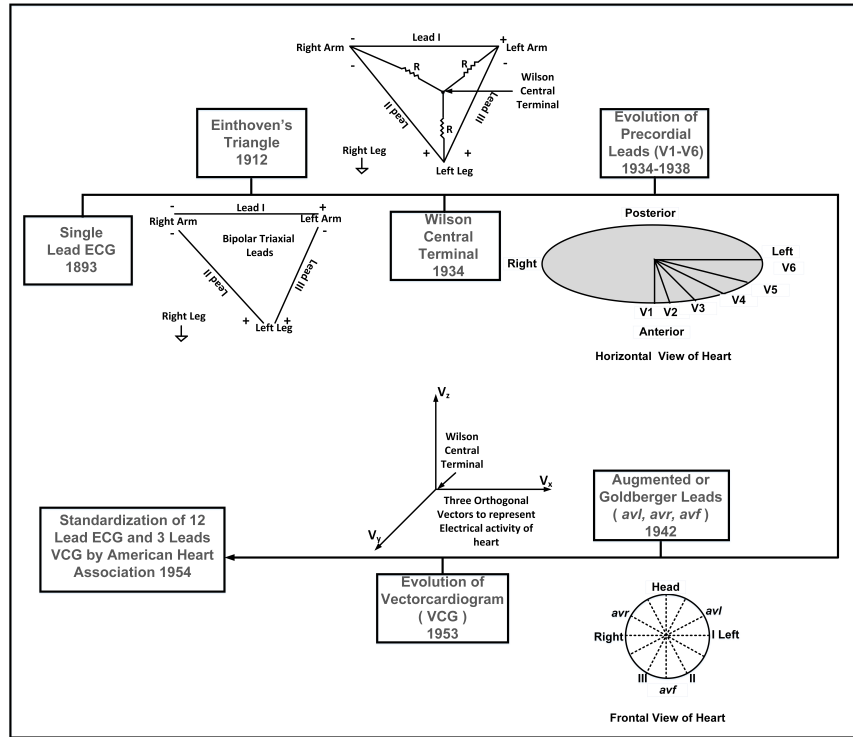 -
Lead I
+
Right Arm
Left Arm
-
-
R
R
Wilson
Central
Terminal
Lead II
Lead III
R
Right Leg
+
+
Left Leg
Einthoven's
Triangle
1912
Evolution of
Precordial
Leads (V1-V6)
1934-1938
Single
Lead ECG
1893
-
Lead I
+
Right Arm
Left Arm
-
-
Bipolar Triaxial
Leads
Lead II
Lead III
Right Leg
+
+
Left Leg
Wilson
Central
Terminal
1934
Posterior
Right
Left
V6
V5
V4
V3
V2
V1
Anterior
Horizontal View of Heart
Vz
Wilson
Central
Terminal
Vx
Three Orthogonal
Vectors to represent
Electrical activity of
heart
Vy
Augmented or
Goldberger Leads
( avl, avr, avf )
1942
Standardization of 12
Lead ECG and 3 Leads
VCG by American Heart
Association 1954
Evolution of
Vectorcardiogram
( VCG )
1953
Head
avr
avl
Right
I Left
III
II
avf
Frontal View of Heart